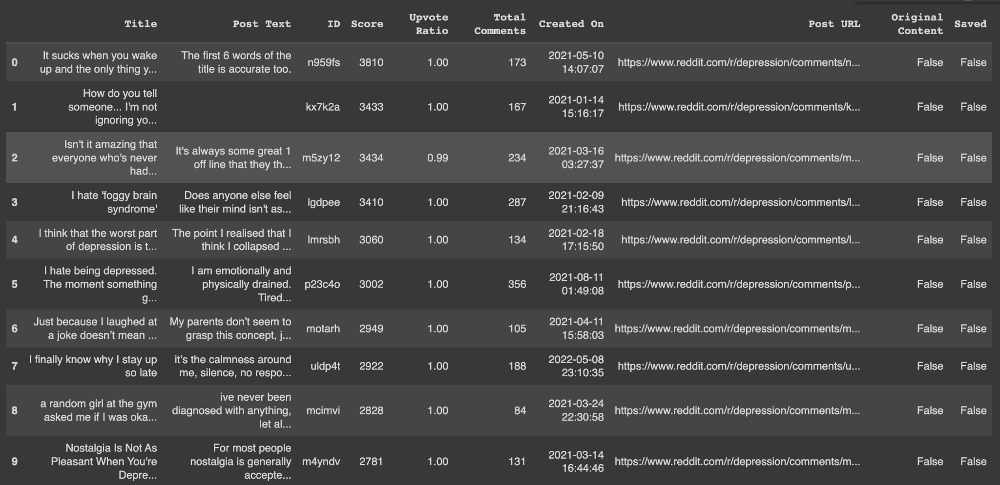 Title Post Text ID Score Upvote Ratio Total Comments Created On Post URL Original Content Saved
0 It sucks when you wake up and the only thing y... The first 6 words of the title is accurate too. n959fs 3810 1.00 173 2021-05-10 14:07:07 https://www.reddit.com/r/depression/comments/n... False False
1 How do you tell someone... I'm not ignoring yo... kx7k2a 3433 1.00 167 2021-01-14 15:16:17 https://www.reddit.com/r/depression/comments/k... False False
2 Isn't it amazing that everyone who's never had... It's always some great 1 off line that they th... m5zy12 3434 0.99 234 2021-03-16 03:27:37 https://www.reddit.com/r/depression/comments/m... False False
3 I hate 'foggy brain syndrome' Does anyone else feel like their mind isn't as... lgdpee 3410 1.00 287 2021-02-09 21:16:43 https://www.reddit.com/r/depression/comments/l... False False
4 I think that the worst part of depression is t... The point I realised that I think I collapsed ... lmrsbh 3060 1.00 134 2021-02-18 17:15:50 https://www.reddit.com/r/depression/comments/l... False False
5 I hate being depressed. The moment something g... I am emotionally and physically drained. Tired... p23c4o 3002 1.00 356 2021-08-11 01:49:08 https://www.reddit.com/r/depression/comments/p... False False
6 Just because I laughed at a joke doesn’t mean ... My parents don’t seem to grasp this concept, j... motarh 2949 1.00 105 2021-04-11 15:58:03 https://www.reddit.com/r/depression/comments/m... False False
7 I finally know why I stay up so late it’s the calmness around me, silence, no respo... uldp4t 2922 1.00 188 2022-05-08 23:10:35 https://www.reddit.com/r/depression/comments/u... False False
8 a random girl at the gym asked me if I was oka... ive never been diagnosed with anything, let al... mcimvi 2828 1.00 84 2021-03-24 22:30:58 https://www.reddit.com/r/depression/comments/m... False False
9 Nostalgia Is Not As Pleasant When You're Depre... For most people nostalgia is generally accepte... m4yndv 2781 1.00 131 2021-03-14 16:44:46 https://www.reddit.com/r/depression/comments/m... False False